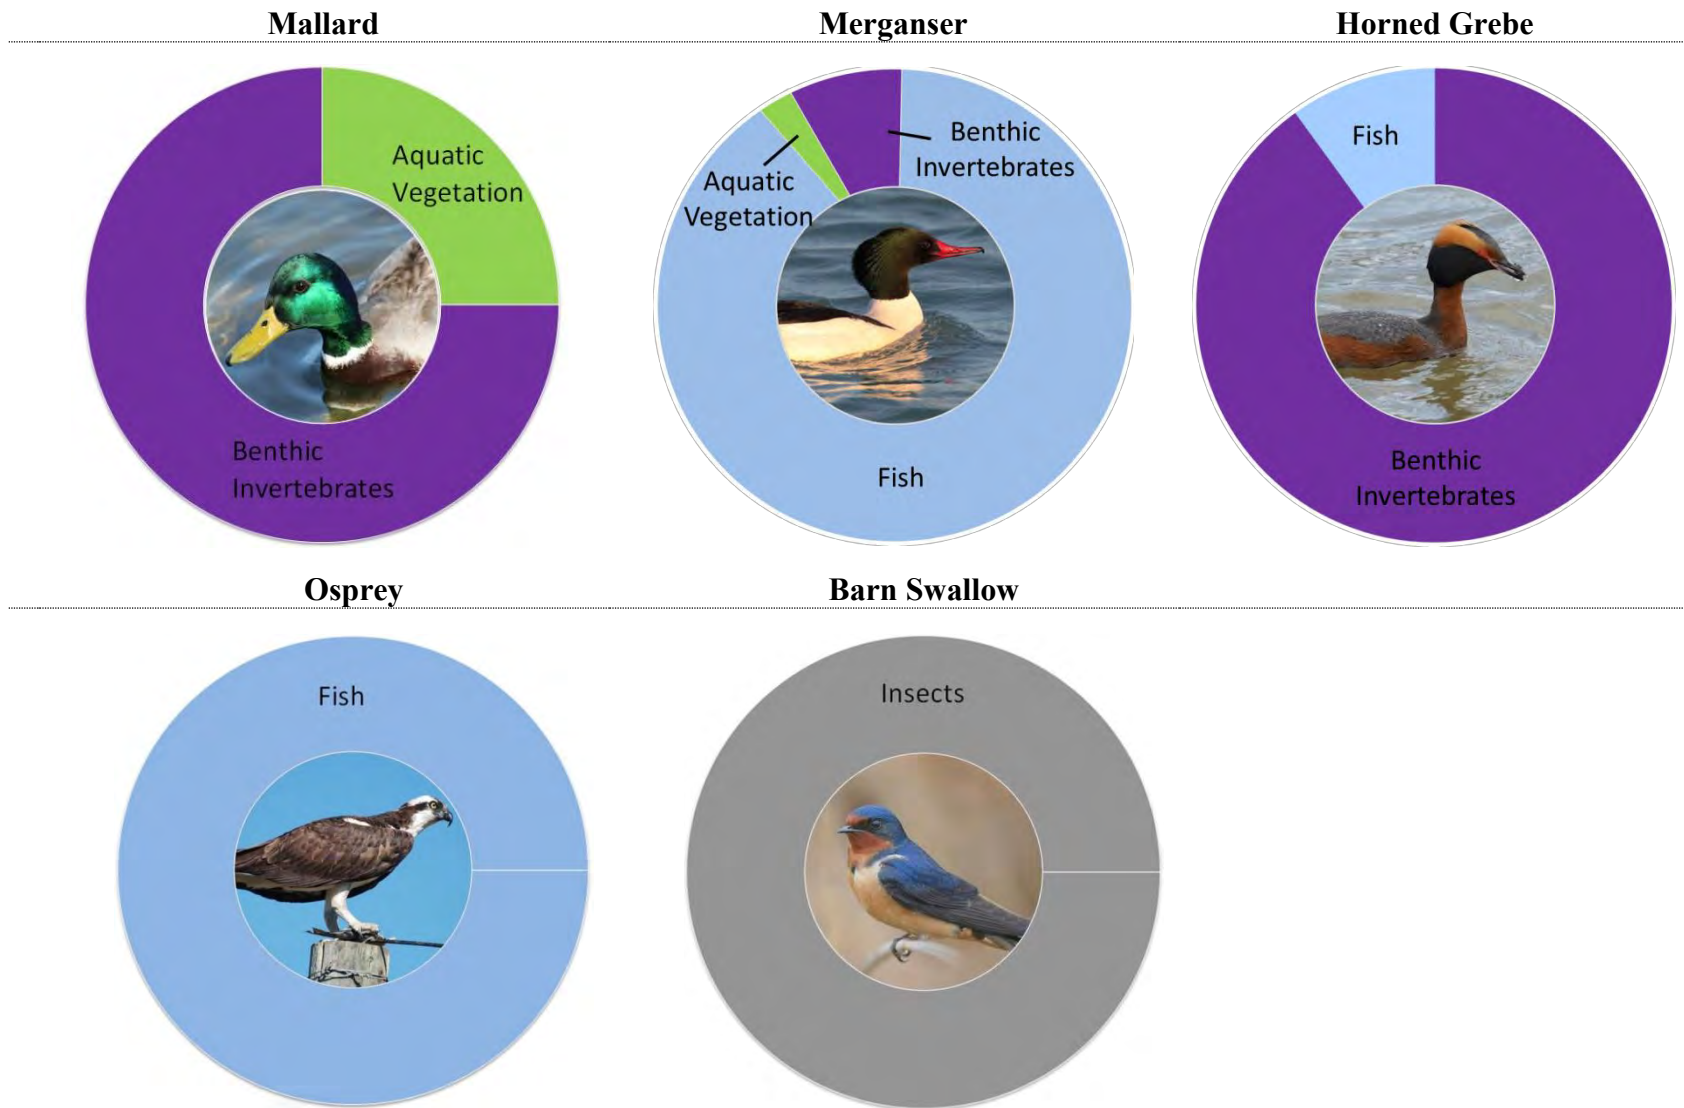 Mallard
Merganser
Horned Grebe
Aquatic
Vegetation
Benthic
Invertebrates
Benthic
Invertebrates
Aquatic
Vegetation
Fish
Fish
Benthic
Invertebrates
Osprey
Barn Swallow
Fish
Insects